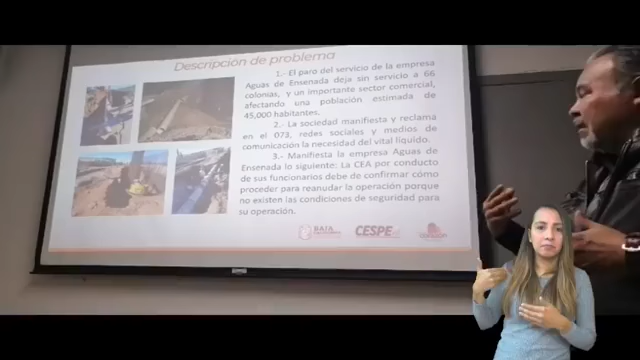 Descripción de problema
1.- El paro del servicio de la empresa
Aguas de Ensenada deja sin servicio a 66
colonias, y un importante sector comercial,
afectando una población estimada de
45,000 habitantes.
2.- La sociedad manifiesta y reclama
en el 073, redes sociales y medios de
comunicación la necesidad del vital líquido.
3.- Manifiesta la empresa Aguas de
Ensenada lo siguiente: La CEA por conducto
de sus funcionarios debe de confirmar cómo
proceder para reanudar la operación porque
no existen las condiciones de seguridad para
su operación.
BAJA
CESPE